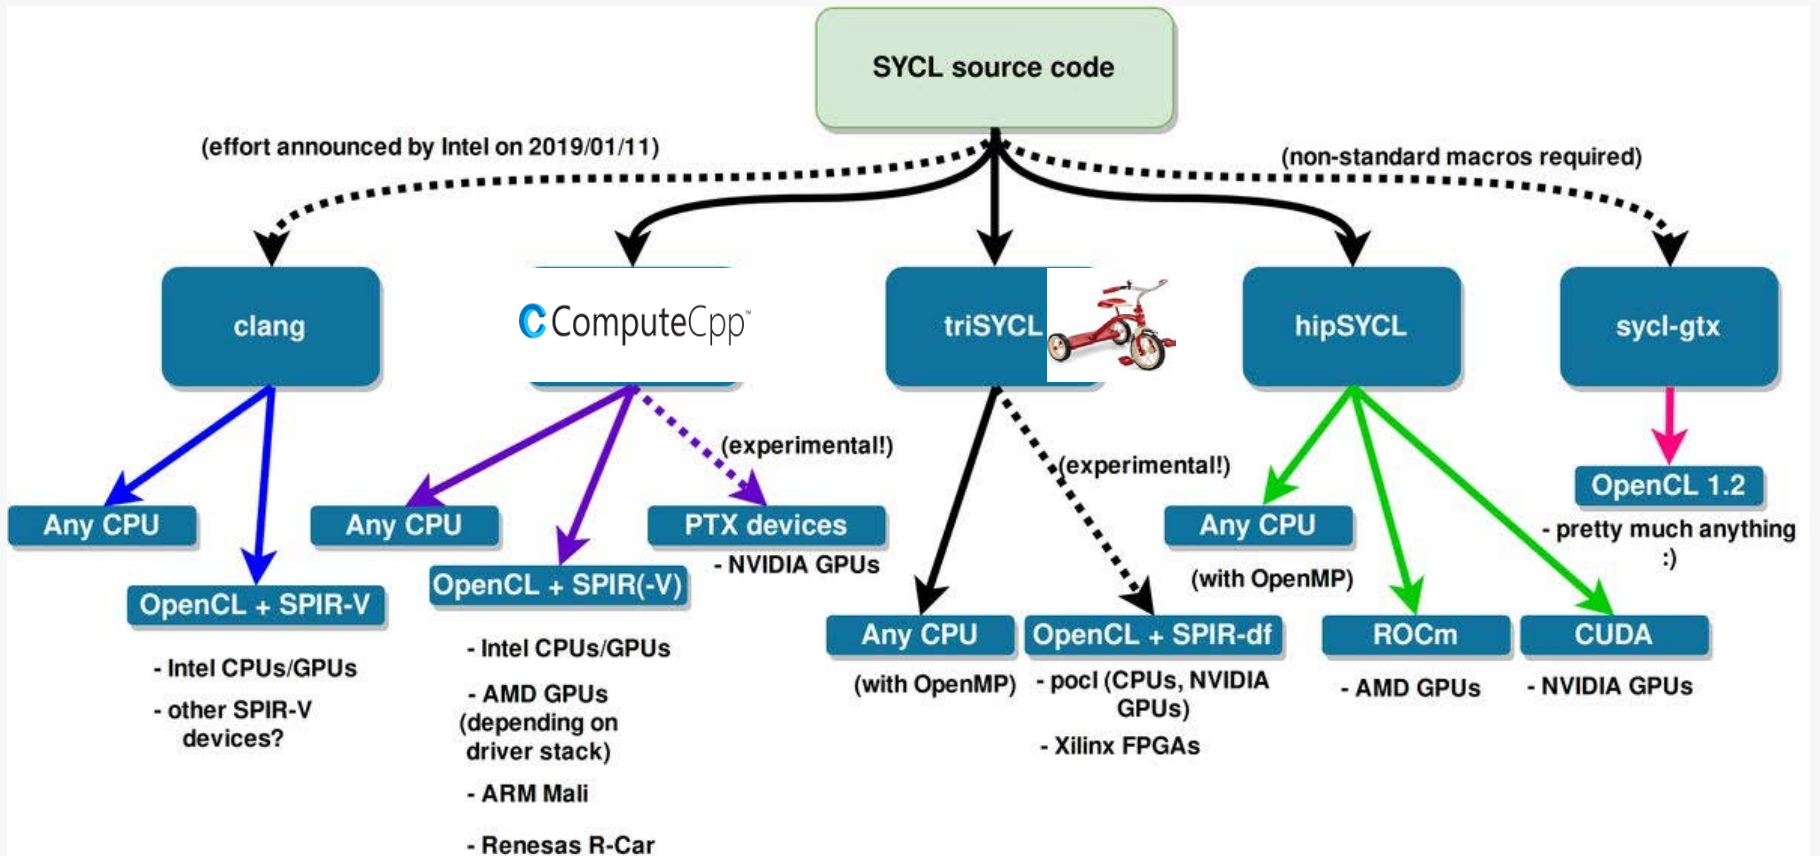 SYCL source code
(effort announced by Intel on 2019/01/11)
(non-standard macros required)
clang
ComputeCpp™
triSYCL
hipSYCL
sycl-gtx
(experimental!)
(experimental!)
Any CPU
OpenCL + SPIR-V
- Intel CPUs/GPUs
- other SPIR-V
devices?
Any CPU
OpenCL + SPIR(-V)
- Intel CPUs/GPUs
- AMD GPUs
(depending on
driver stack)
- ARM Mali
- Renesas R-Car
PTX devices
- NVIDIA GPUs
Any CPU
(with OpenMP)
OpenCL + SPIR-df
- pocl (CPUs, NVIDIA
GPUs)
- Xilinx FPGAs
Any CPU
(with OpenMP)
ROCm
- AMD GPUs
CUDA
- NVIDIA GPUs
OpenCL 1.2
- pretty much anything
:)